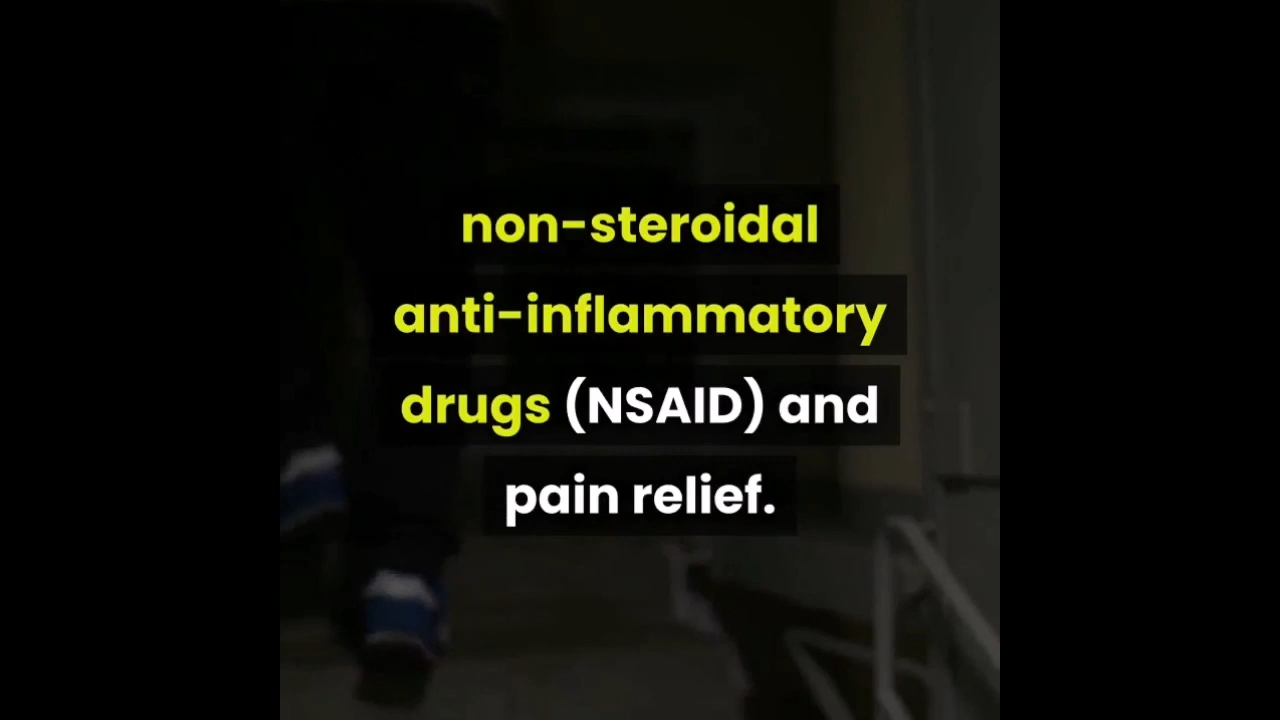 non-steroidal
anti-inflammatory
drugs (NSAID) and
pain relief.